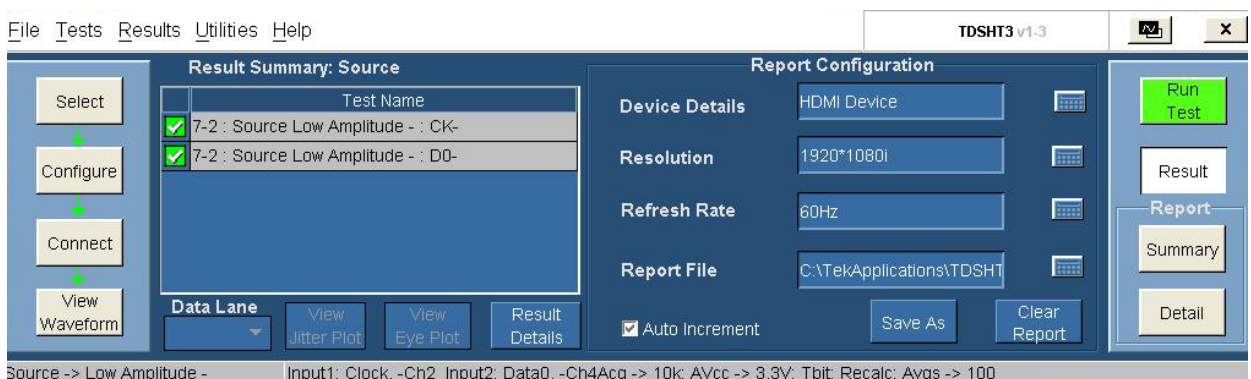 File Tests Results Utilities Help TDSHT3 v1-3 x
Result Summary: Source
Report Configuration
Select
Test Name
7-2 : Source Low Amplitude - : CK-
7-2 : Source Low Amplitude - : D0-
Configure
Connect
View Waveform
Data Lane
View Jitter Plot
View Eye Plot
Result Details
Device Details HDMI Device
Resolution 1920*1080i
Refresh Rate 60Hz
Report File C:\TekApplications\TDSHT
Auto Increment
Save As
Clear Report
Run Test
Result
Report
Summary
Detail
Source -> Low Amplitude - Input1: Clock, -Ch2 Input2: Data0, -Ch4Acq -> 10k; AVcc -> 3.3V; Tbit: Recalc; Avgs -> 100